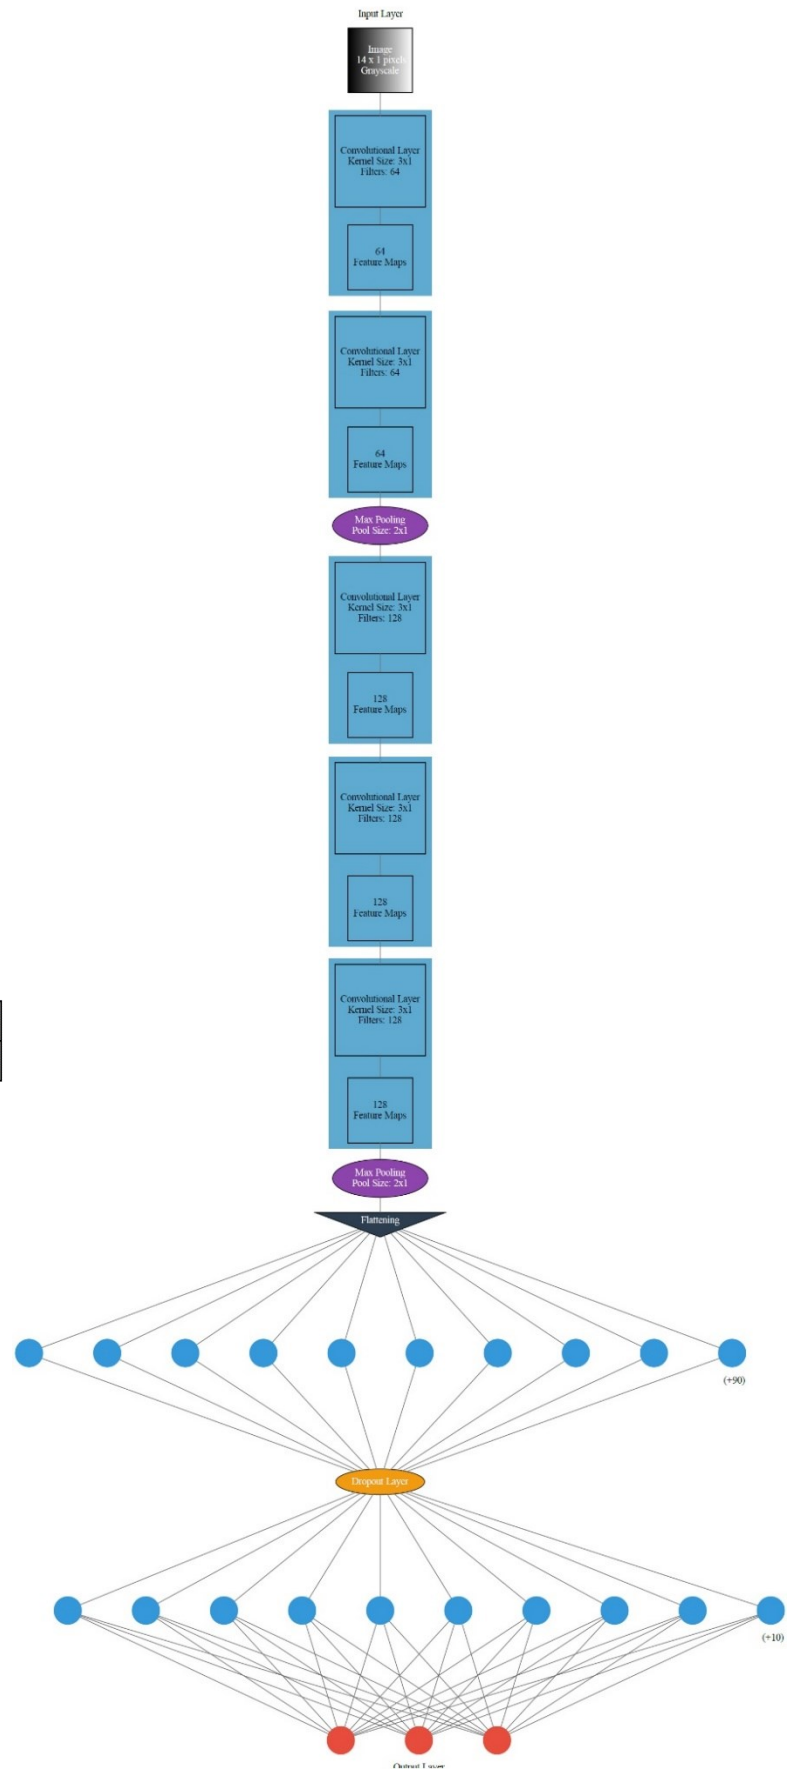 Input Layer
Image
14 x 1 pixels
Grayscale
Convolutional Layer
Kernel Size: 3x1
Filters: 64
64
Feature Maps
Convolutional Layer
Kernel Size: 3x1
Filters: 64
64
Feature Maps
Max Pooling
Pool Size: 2x1
Convolutional Layer
Kernel Size: 3x1
Filters: 128
128
Feature Maps
Convolutional Layer
Kernel Size: 3x1
Filters: 128
128
Feature Maps
Convolutional Layer
Kernel Size: 3x1
Filters: 128
128
Feature Maps
Max Pooling
Pool Size: 2x1
Flattening
(+90)
Dropout Layer
(+10)
Output Layer